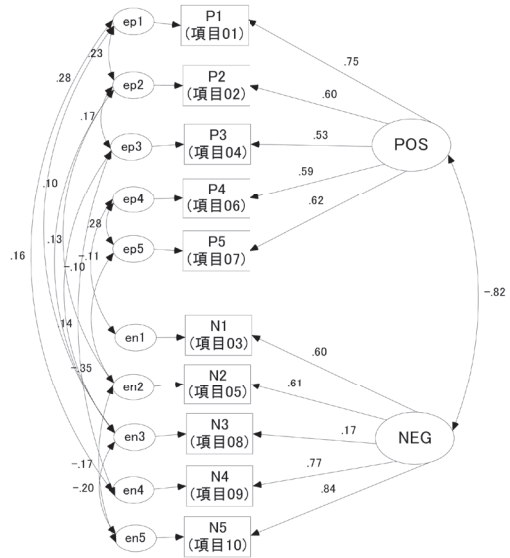 ep1
P1
(項目01)
.23
.75
.28
ep2
P2
(項目02)
.60
.17
ep3
P3
(項目04)
.53
POS
.10
ep4
P4
(項目06)
.59
.28
.62
.13
-.11
ep5
P5
(項目07)
.16
-.10
-.82
.14
en1
N1
(項目03)
.60
-.35
en2
N2
(項目05)
.61
en3
N3
(項目08)
.17
NEG
-.17
en4
N4
(項目09)
.77
-.20
.84
en5
N5
(項目10)